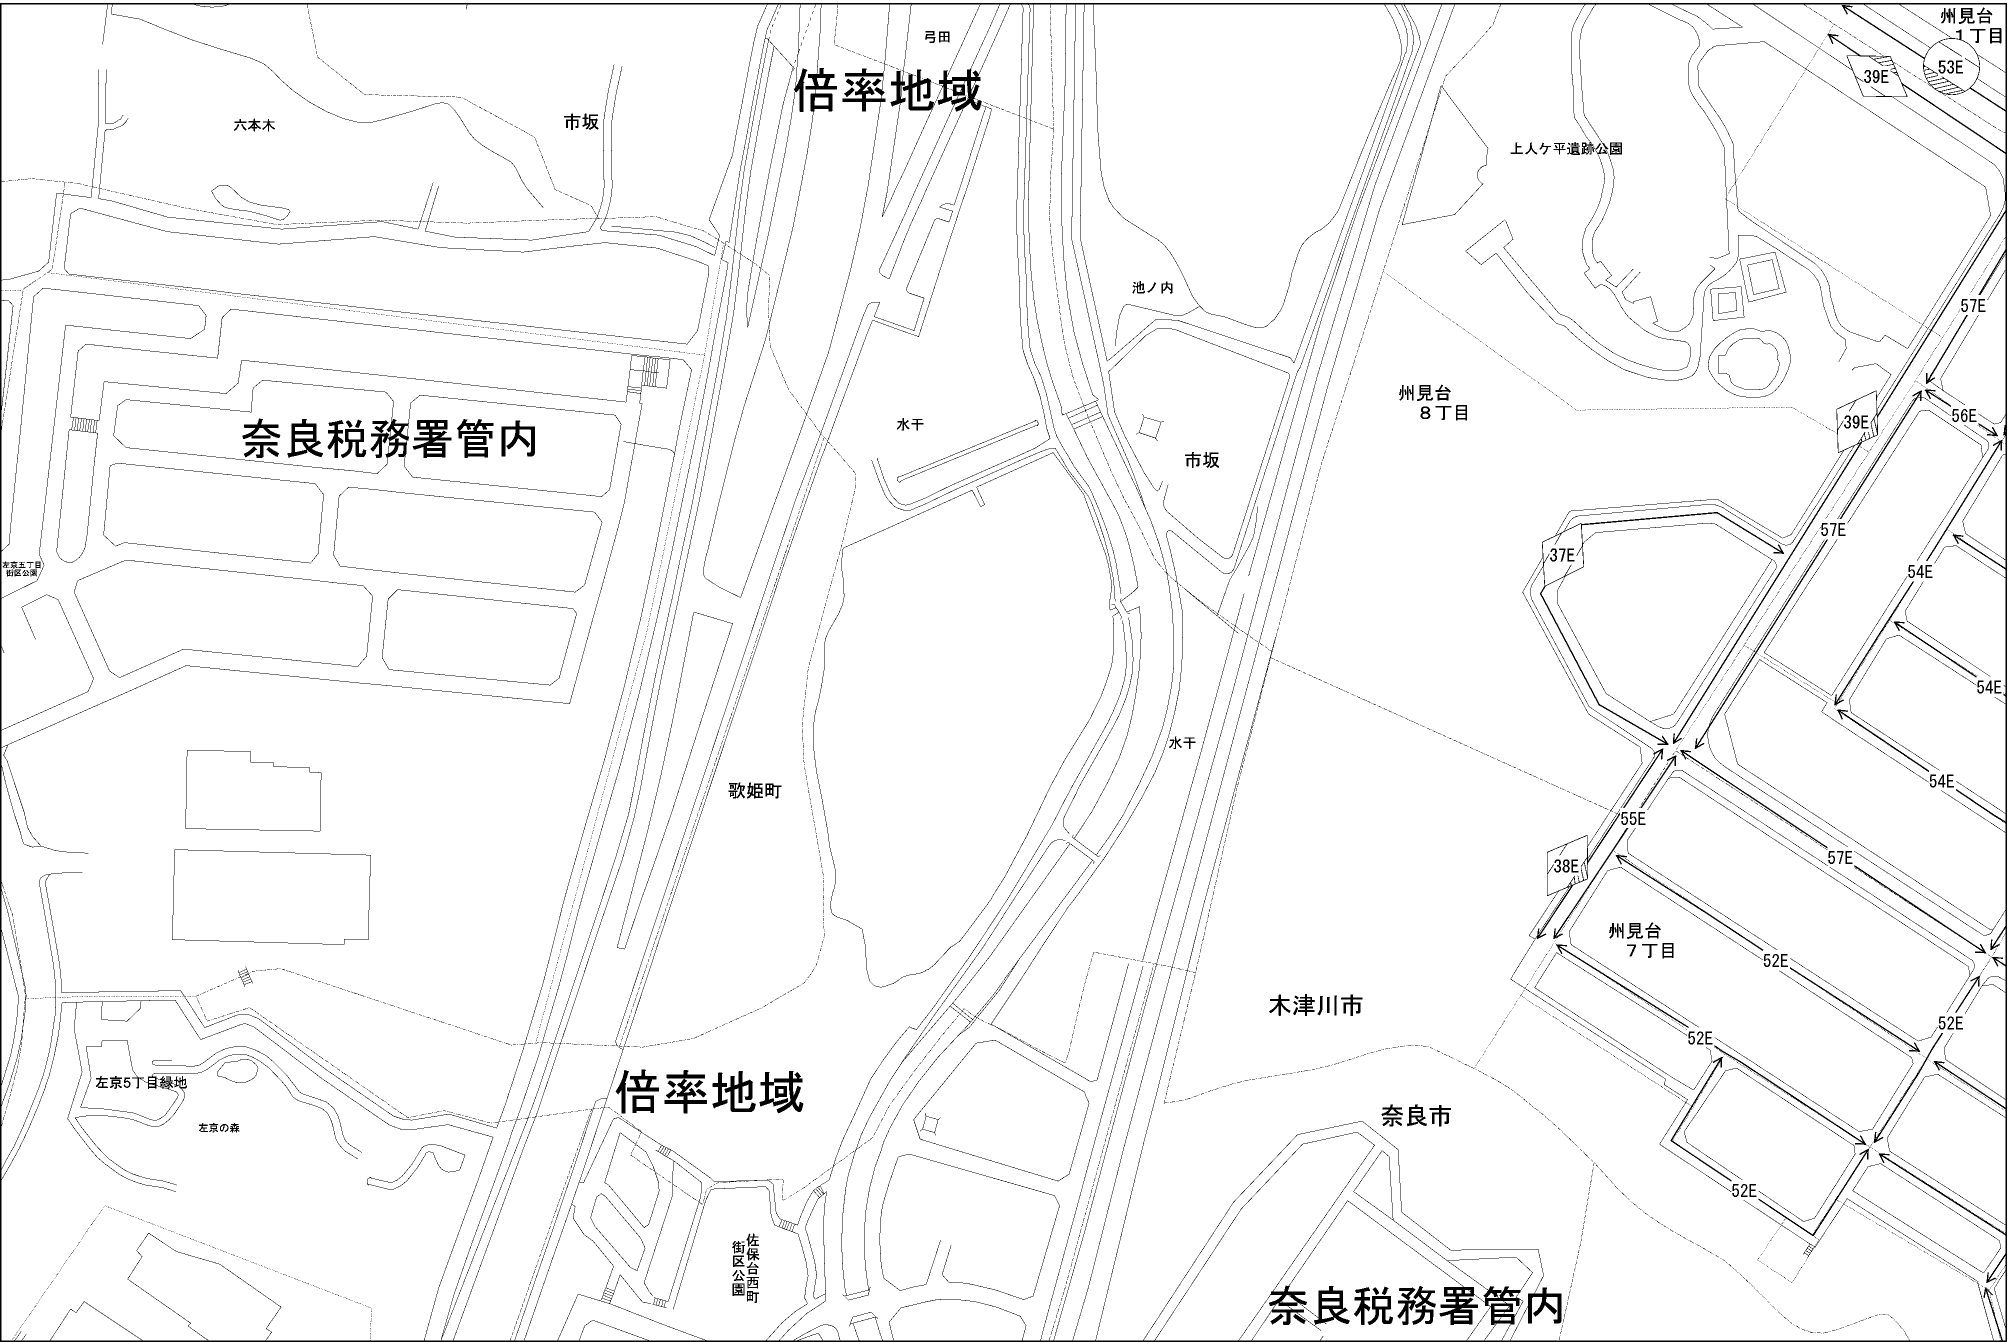 州見台
1丁目
弓田
39E
53E
倍率地域
六本木
市坂
上人ケ平遺跡公園
池ノ内
57E
州見台
8丁目
56E
39E
水干
奈良税務署管内
市坂
57E
37E
左京五丁目
街区公園
54E
54E
水干
54E
歌姫町
55E
57E
38E
州見台
7丁目
52E
木津川市
52E
52E
左京5丁目緑地
倍率地域
奈良市
左京の森
52E
佐保台西町
街区公園
奈良税務署管内